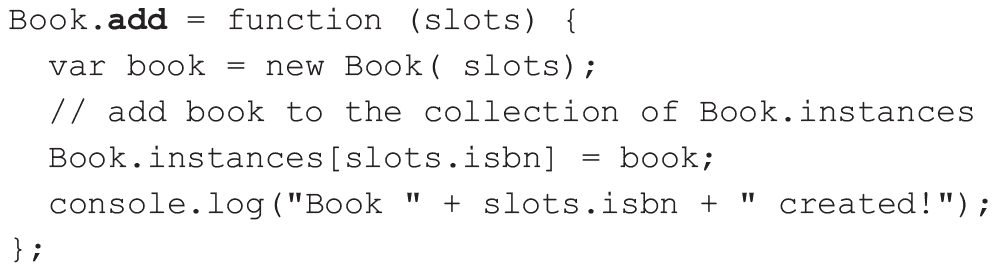 Book.add = function (slots) {
  var book = new Book( slots);
  // add book to the collection of Book.instances
  Book.instances[slots.isbn] = book;
  console.log("Book " + slots.isbn + " created!");
};